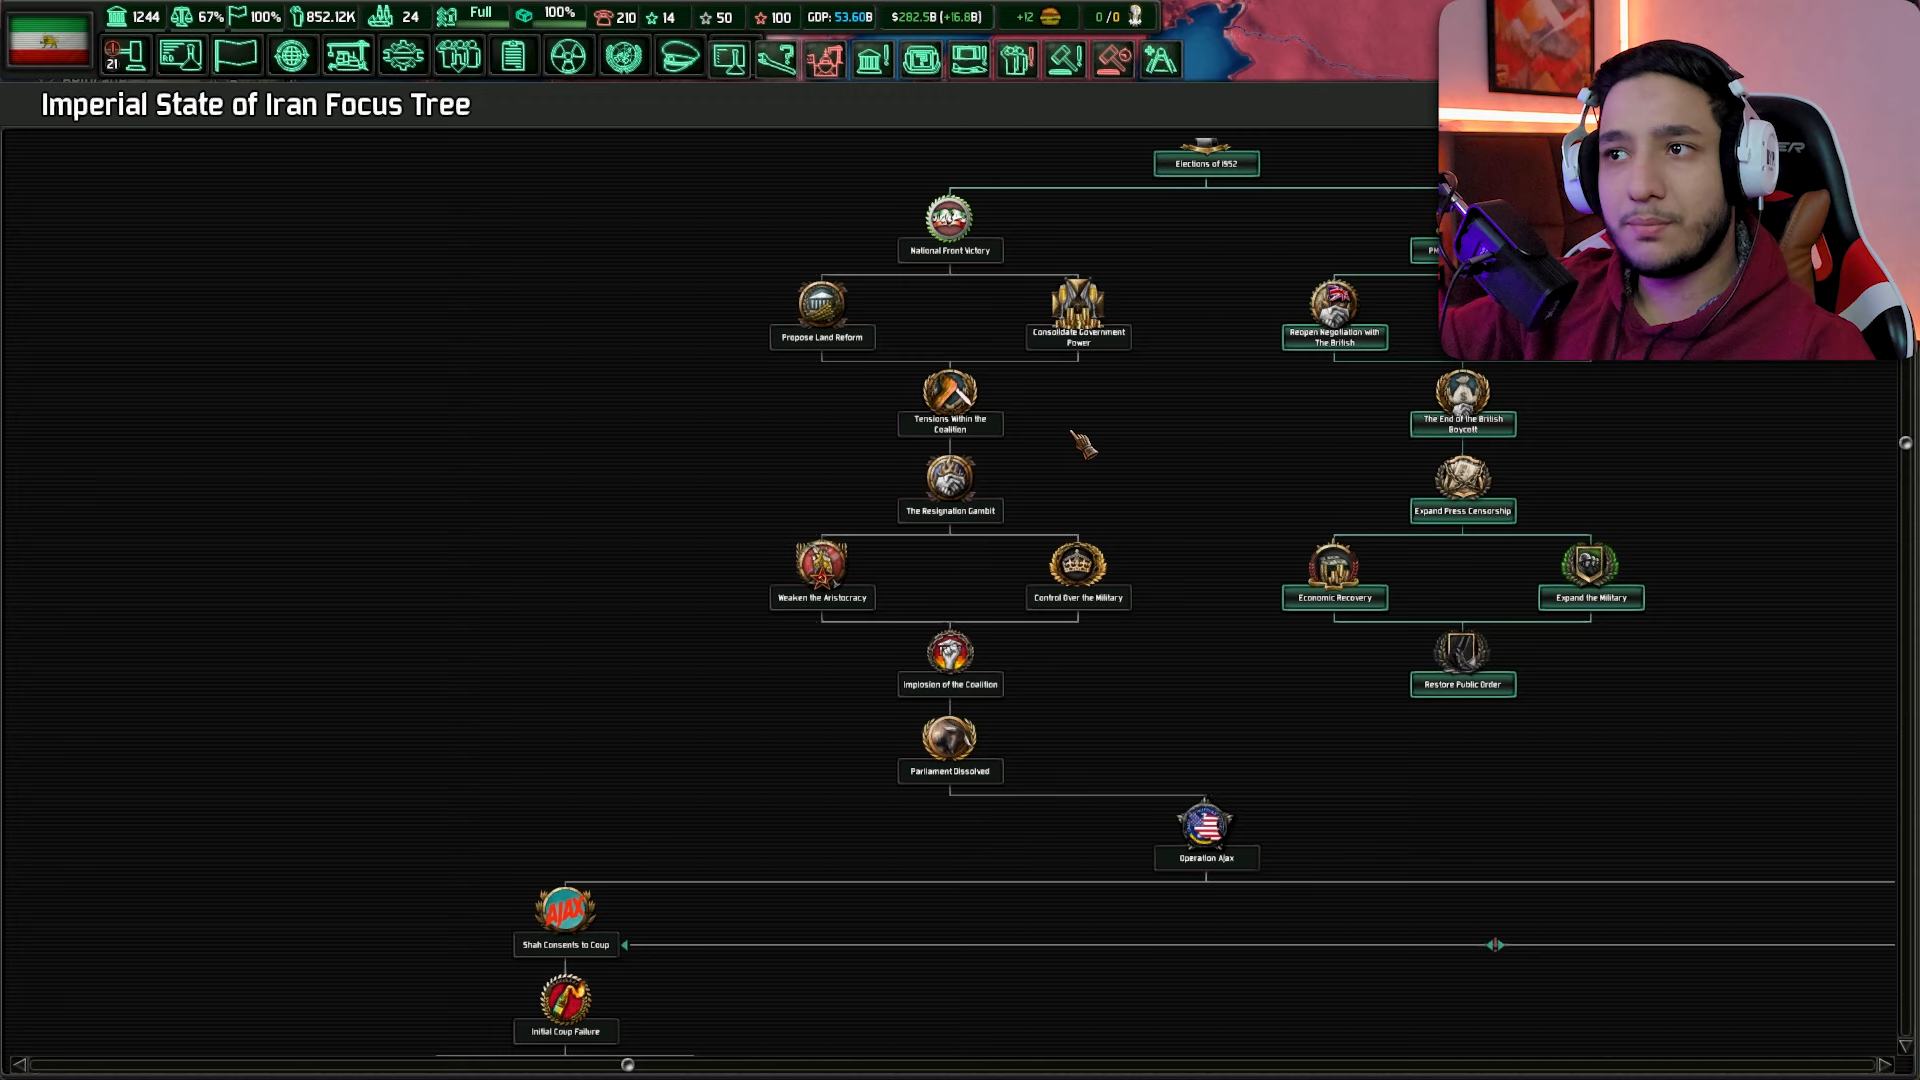 1244 67% 100% 852.12K 24 Full 100% 210 14 50 100 GDP: 53.60B $282.5B (+16.8B) +12 0/0
21
Imperial State of Iran Focus Tree
Elections of 1952
National Front Victory
PM
Propose Land Reform
Consolidate Government
Power
Reopen Negotiation with
The British
Tensions Within the
Coalition
The End of the British
Boycott
The Resignation Gambit
Expand Press Censorship
Weaken the Aristocracy
Control Over the Military
Economic Recovery
Expand the Military
Implosion of the Coalition
Restore Public Order
Parliament Dissolved
Operation Ajax
AJAX
Shah Consents to Coup
Initial Coup Failure